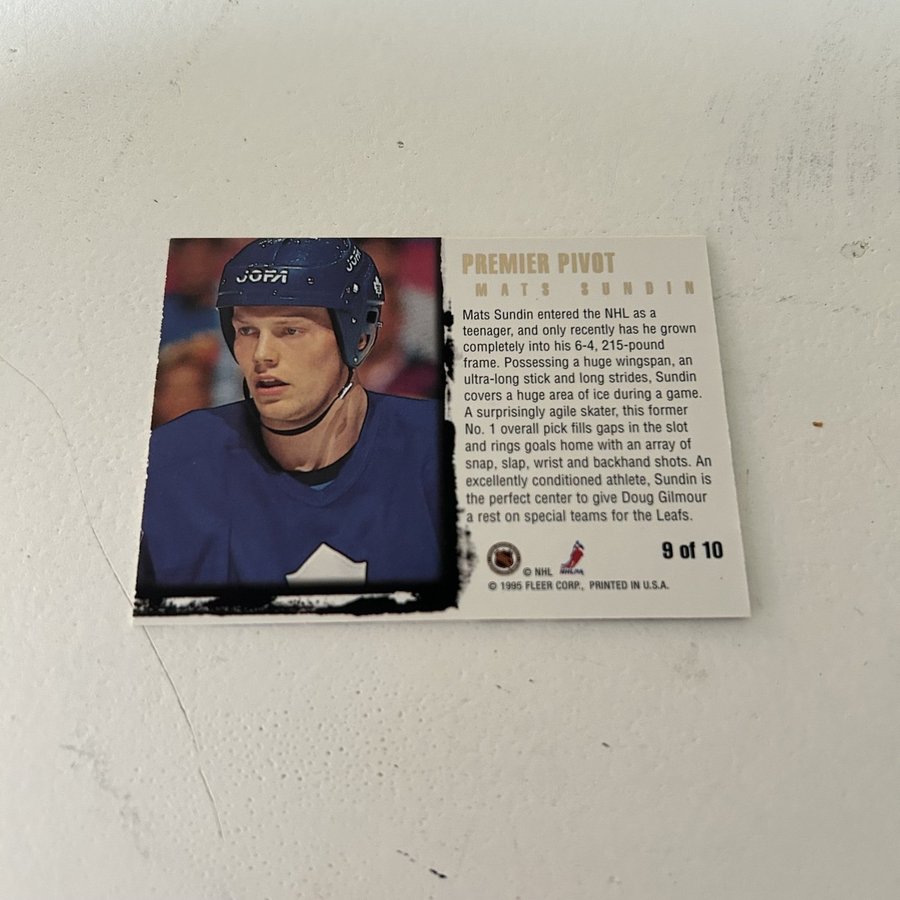 JOFA
JOFA
PREMIER PIVOT
MATS SUNDIN
Mats Sundin entered the NHL as a
teenager, and only recently has he grown
completely into his 6-4, 215-pound
frame. Possessing a huge wingspan, an
ultra-long stick and long strides, Sundin
covers a huge area of ice during a game.
A surprisingly agile skater, this former
No. 1 overall pick fills gaps in the slot
and rings goals home with an array of
snap, slap, wrist and backhand shots. An
excellently conditioned athlete, Sundin is
the perfect center to give Doug Gilmour
a rest on special teams for the Leafs.
© NHL NHLPA 9 of 10
© 1995 FLEER CORP., PRINTED IN U.S.A.